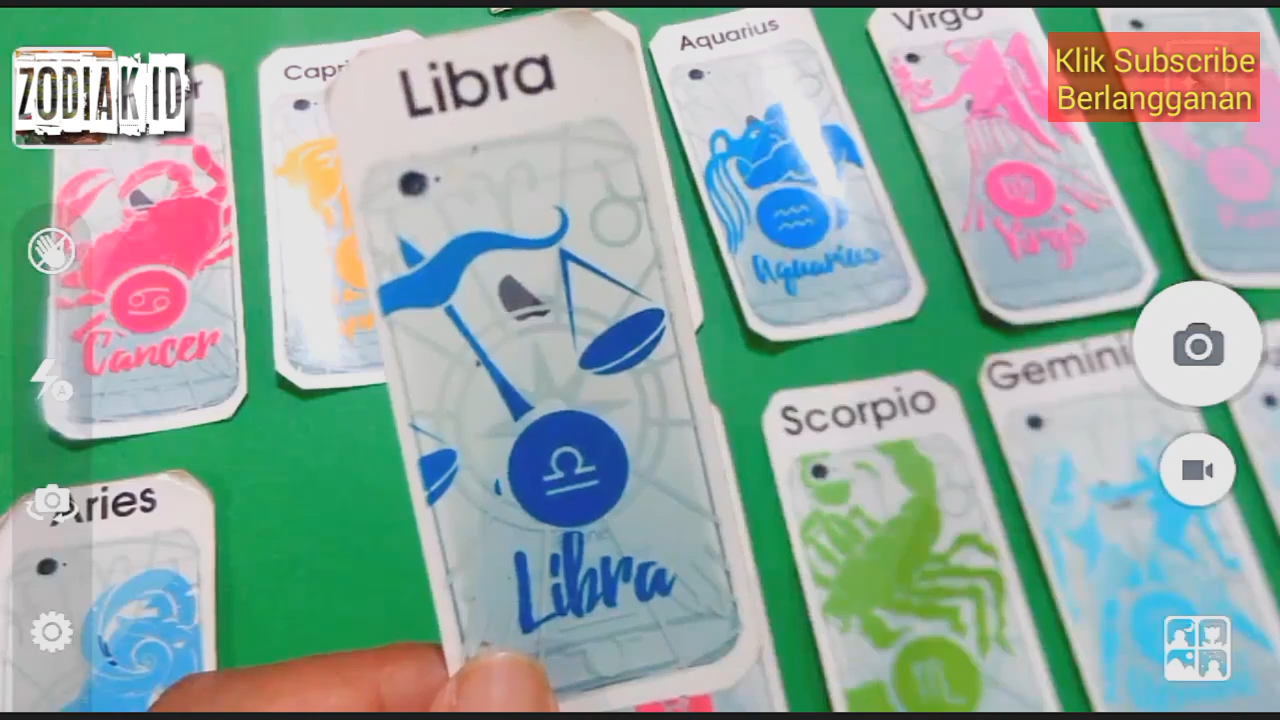 ZODIAK ID
Klik Subscribe
Berlangganan
Libra
Aquarius
Virgo
Aquarius
Virgo
Cancer
Libra
Aries
Scorpio
Gemini